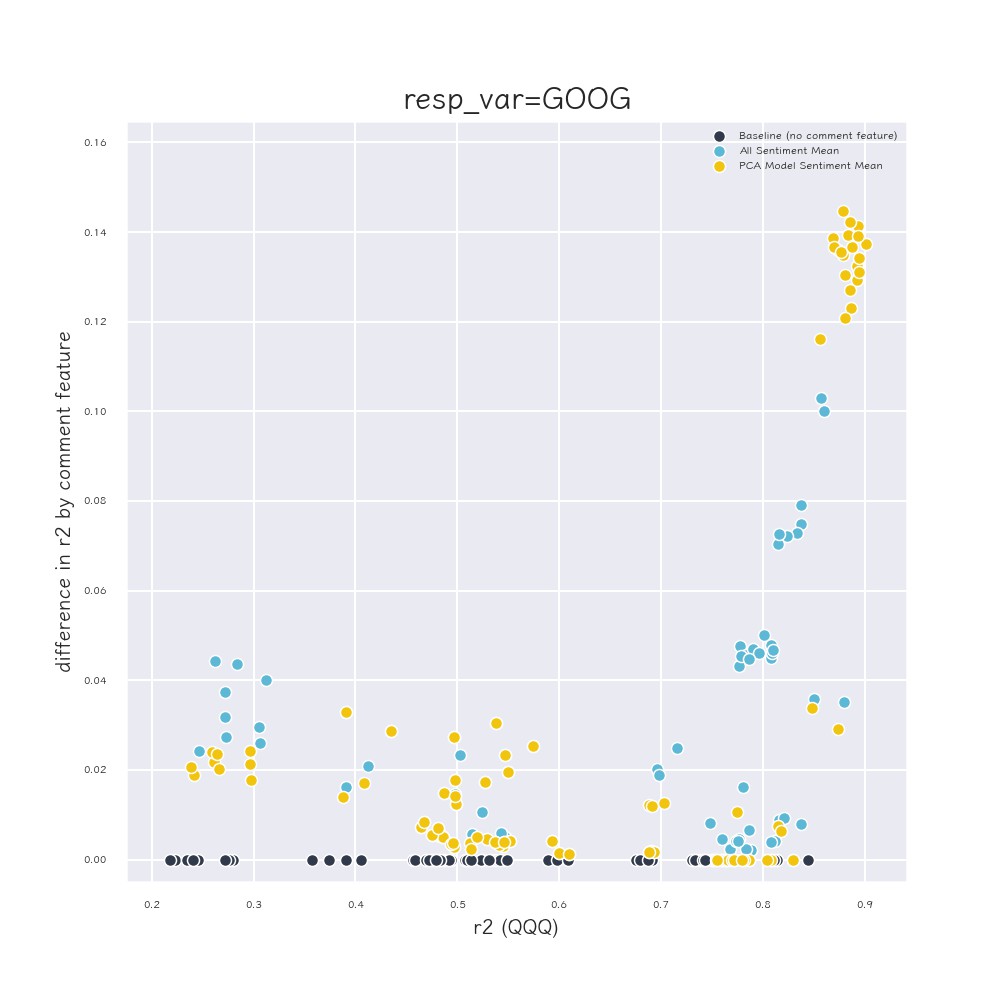 resp_var=GOOG
Baseline (no comment feature)
All Sentiment Mean
PCA Model Sentiment Mean
difference in r2 by comment feature
0.16
0.14
0.12
0.10
0.08
0.06
0.04
0.02
0.00
0.2 0.3 0.4 0.5 0.6 0.7 0.8 0.9
r2 (QQQ)